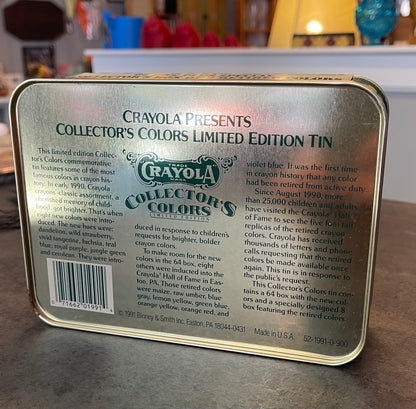 CRAYOLA PRESENTS
COLLECTOR'S COLORS LIMITED EDITION TIN
This limited edition Collec-
tor's Colors commemorative
tin features some of the most
famous colors in crayon his-
tory. In early 1990, Crayola
crayons classic assortment, a
cherished memory of child-
hood, changed. That's when
eight new colors were intro-
duced. The new hues were:
dandelion, wild strawberry,
vivid tangerine, fuchsia, teal
blue, royal purple, jungle green
and cerulean. They were intro-
MADE
CRAYOLA
COLLECTOR'S
COLORS
LIMITED EDITION
duced in response to children's
requests for brighter, bolder
crayon colors.
To make room for the new
colors in the 64 box, eight
others were inducted into the
Crayola® Hall of Fame in Eas-
ton, PA. Those retired colors
were maize, raw umber, blue
gray, lemon yellow, green blue,
orange yellow, orange red, and
violet blue. It was the first time
in crayon history that any color
had been retired from active duty.
Since August 1990, more
than 25,000 children and adults
have visited the Crayola® Hall
of Fame to see the five foot tall
replicas of the retired crayon
colors. Crayola has received
thousands of letters and phone
calls requesting that the retired
colors be made available once
again. This tin is in response to
the public's request.
This Collector's Colors tin con-
tains a 64 box with the new col-
ors and a specially designed 8
box featuring the retired colors.
71662 01991
© 1991 Binney & Smith Inc. Easton, PA 18044-0431 Made in U.S.A. 52-1991-0-900